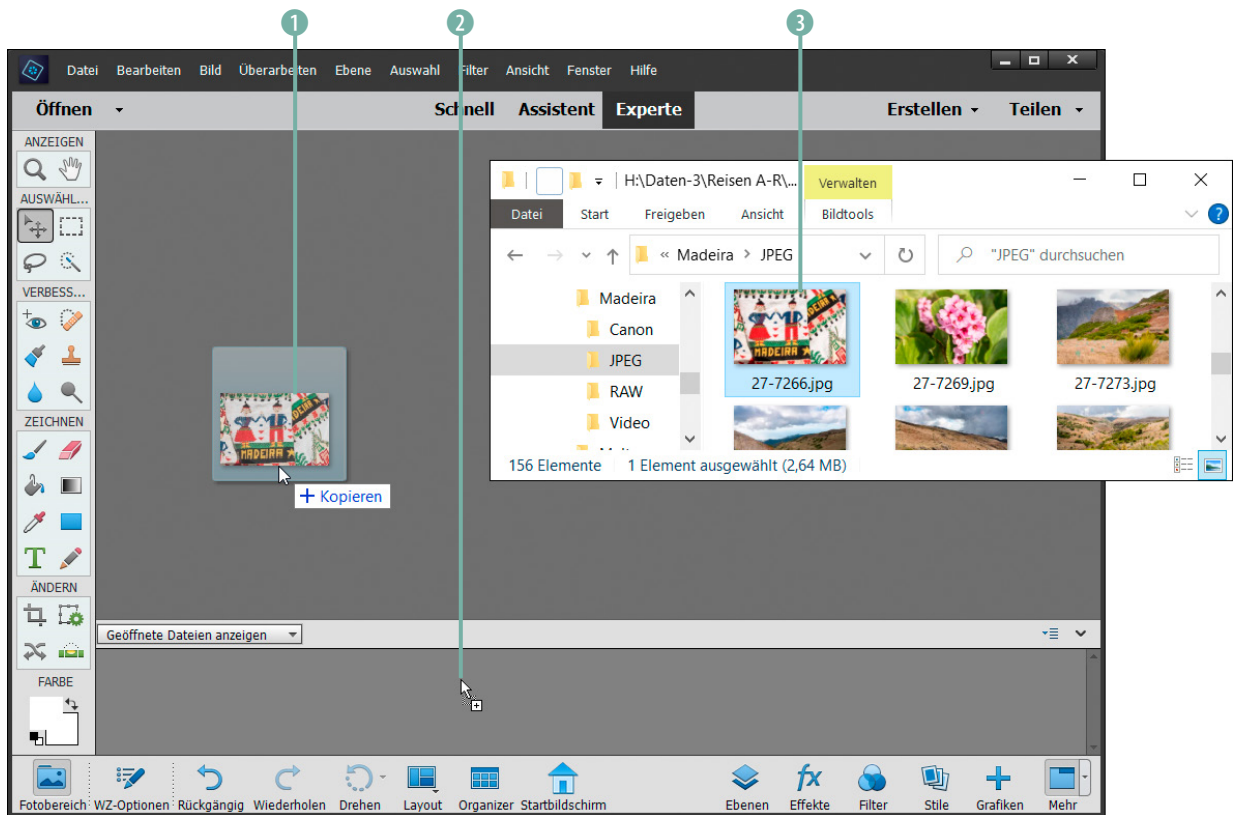 1 2 3
Datei Bearbeiten Bild Überarbeiten Ebene Auswahl Filter Ansicht Fenster Hilfe
Öffnen Schnell Assistent Experte Erstellen Teilen
ANZEIGEN
AUSWÄHL...
VERBESS...
ZEICHNEN
ÄNDERN
FARBE
H:\Daten-3\Reisen A-R\... Verwalten
Datei Start Freigeben Ansicht Bildtools
« Madeira > JPEG "JPEG" durchsuchen
Madeira
Canon
JPEG
RAW
Video
MADEIRA
27-7266.jpg 27-7269.jpg 27-7273.jpg
156 Elemente 1 Element ausgewählt (2,64 MB)
MADEIRA
+ Kopieren
Geöffnete Dateien anzeigen
Fotobereich WZ-Optionen Rückgängig Wiederholen Drehen Layout Organizer Startbildschirm Ebenen Effekte Filter Stile Grafiken Mehr